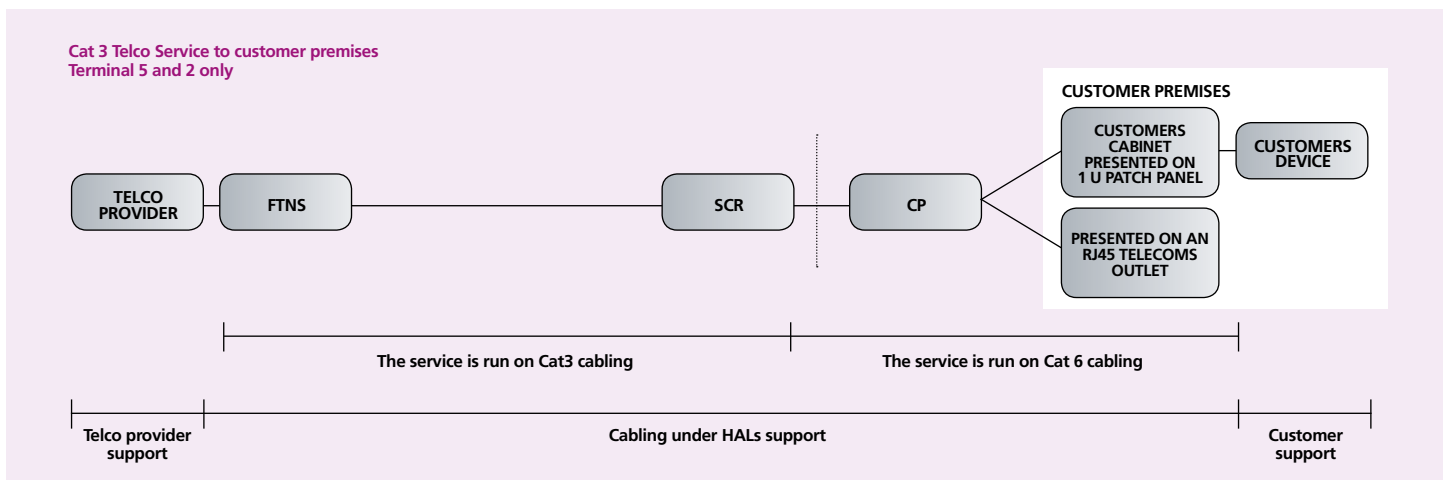 Cat 3 Telco Service to customer premises
Terminal 5 and 2 only
CUSTOMER PREMISES
TELCO
PROVIDER
FTNS
SCR
CP
CUSTOMERS
CABINET
PRESENTED ON
1 U PATCH PANEL
CUSTOMERS
DEVICE
PRESENTED ON AN
RJ45 TELECOMS
OUTLET
The service is run on Cat3 cabling
The service is run on Cat 6 cabling
Telco provider
support
Cabling under HALs support
Customer
support